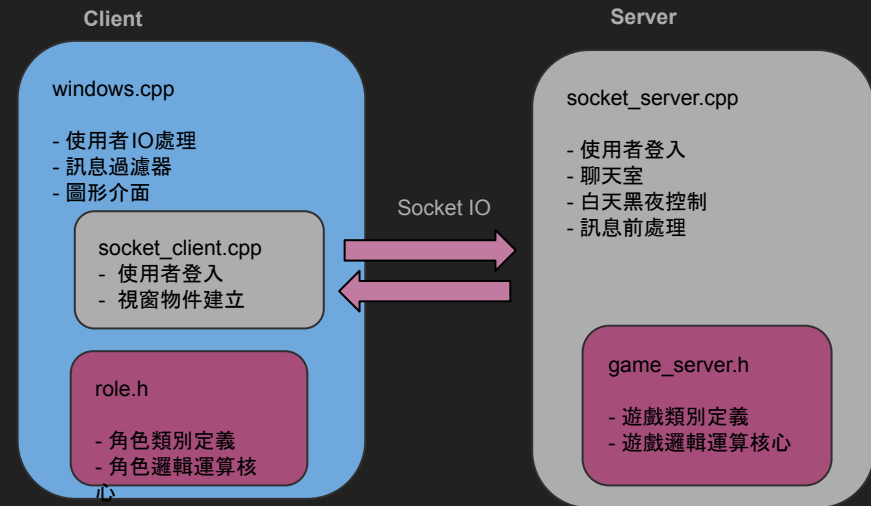 Client
windows.cpp
- 使用者IO處理
- 訊息過濾器
- 圖形介面
socket_client.cpp
- 使用者登入
- 視窗物件建立
role.h
- 角色類別定義
- 角色邏輯運算核
心
Socket IO
Server
socket_server.cpp
- 使用者登入
- 聊天室
- 白天黑夜控制
- 訊息前處理
game_server.h
- 遊戲類別定義
- 遊戲邏輯運算核心